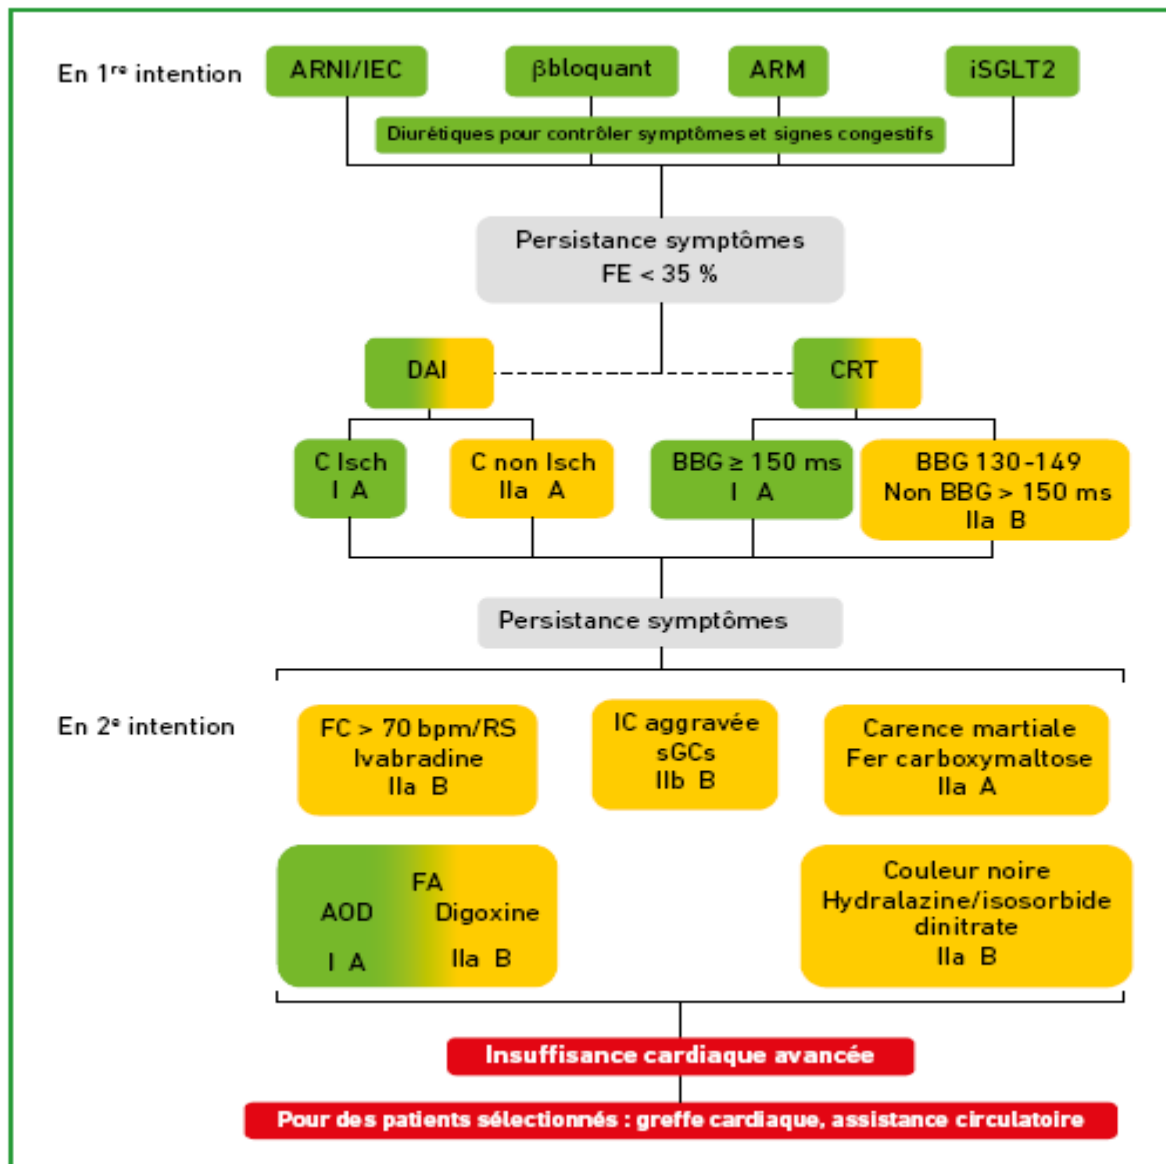 En 1re intention
ARNI/IEC
βbloquant
ARM
iSGLT2
Diurétiques pour contrôler symptômes et signes congestifs
Persistance symptômes
FE < 35 %
DAI
CRT
C Isch
I A
C non Isch
IIa A
BBG ≥ 150 ms
I A
BBG 130-149
Non BBG > 150 ms
IIa B
Persistance symptômes
En 2e intention
FC > 70 bpm/RS
Ivabradine
IIa B
IC aggravée
sGCs
IIb B
Carence martiale
Fer carboxymaltose
IIa A
FA
AOD
Digoxine
I A
IIa B
Couleur noire
Hydralazine/isosorbide
dinitrate
IIa B
Insuffisance cardiaque avancée
Pour des patients sélectionnés : greffe cardiaque, assistance circulatoire